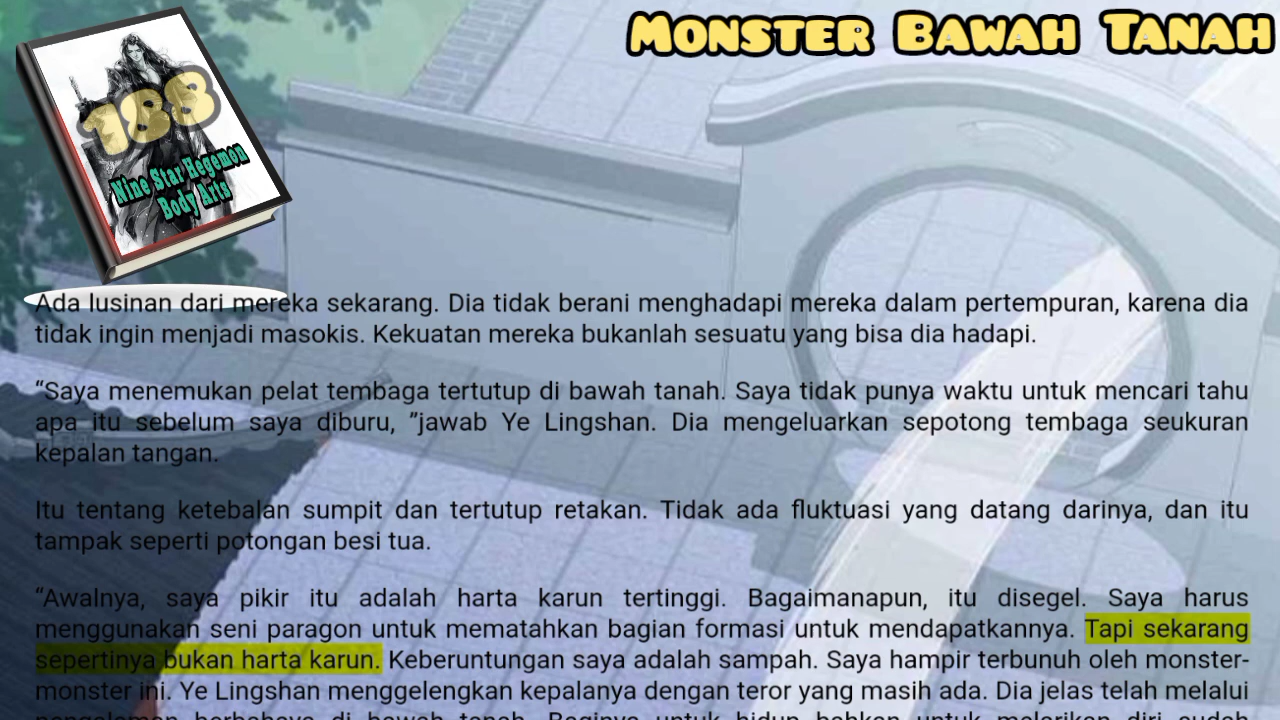 Monster Bawah Tanah
188
Nine Star Hegemon
Body Arts
Ada lusinan dari mereka sekarang. Dia tidak berani menghadapi mereka dalam pertempuran, karena dia
tidak ingin menjadi masokis. Kekuatan mereka bukanlah sesuatu yang bisa dia hadapi.
“Saya menemukan pelat tembaga tertutup di bawah tanah. Saya tidak punya waktu untuk mencari tahu
apa itu sebelum saya diburu, ”jawab Ye Lingshan. Dia mengeluarkan sepotong tembaga seukuran
kepalan tangan.
Itu tentang ketebalan sumpit dan tertutup retakan. Tidak ada fluktuasi yang datang darinya, dan itu
tampak seperti potongan besi tua.
“Awalnya, saya pikir itu adalah harta karun tertinggi. Bagaimanapun, itu disegel. Saya harus
menggunakan seni paragon untuk mematahkan bagian formasi untuk mendapatkannya. Tapi sekarang
sepertinya bukan harta karun. Keberuntungan saya adalah sampah. Saya hampir terbunuh oleh monster-
monster ini. Ye Lingshan menggelengkan kepalanya dengan teror yang masih ada. Dia jelas telah melalui